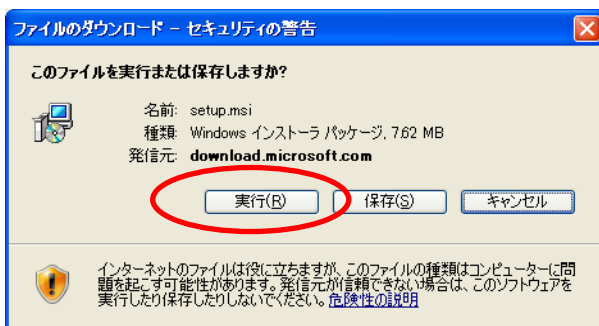 ファイルのダウンロード - セキュリティの警告
このファイルを実行または保存しますか?
名前: setup.msi
種類: Windows インストーラ パッケージ, 7.62 MB
発信元: download.microsoft.com
実行(R) 保存(S) キャンセル
インターネットのファイルは役に立ちますが、このファイルの種類はコンピューターに問
題を起こす可能性があります。発信元が信頼できない場合は、このソフトウェアを
実行したり保存したりしないでください。危険性の説明